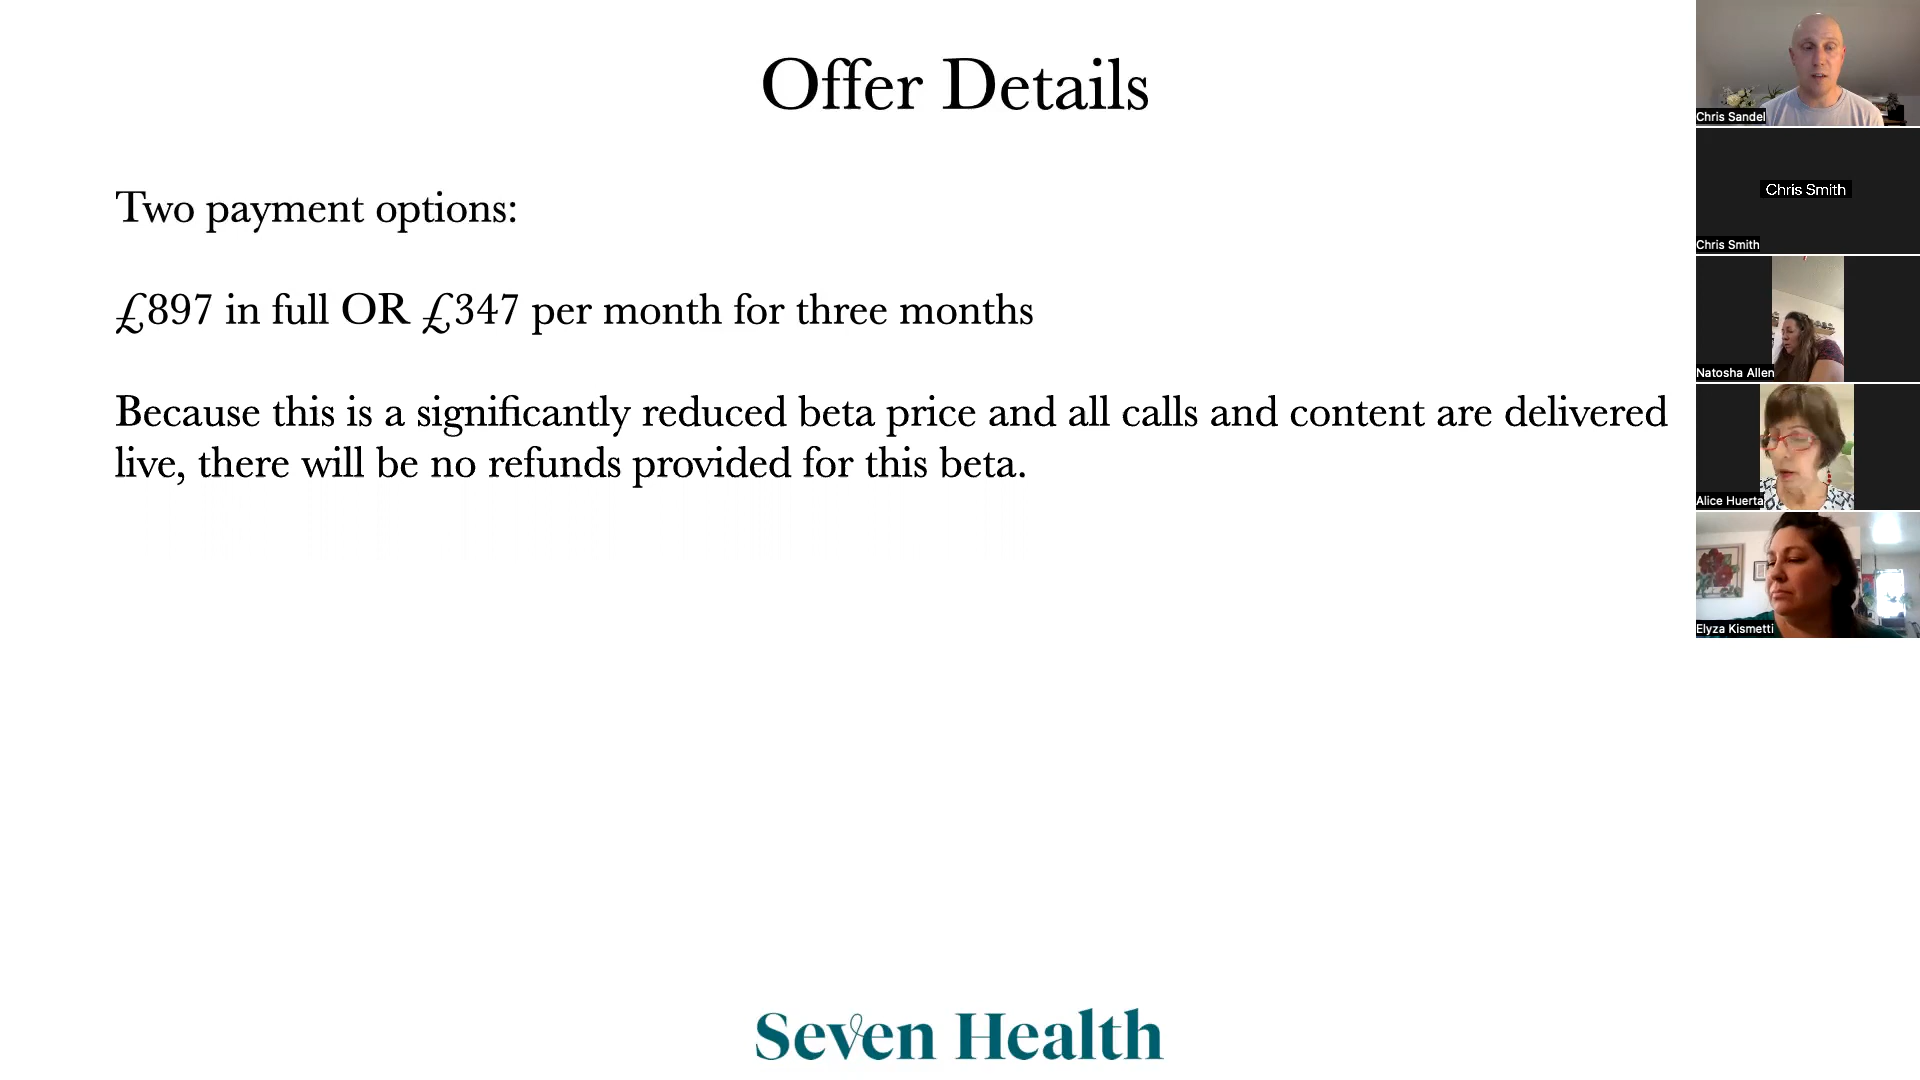 Offer Details
Two payment options:
£897 in full OR £347 per month for three months
Because this is a significantly reduced beta price and all calls and content are delivered
live, there will be no refunds provided for this beta.
Seven Health
Chris Sandel
Chris Smith
Chris Smith
Natosha Allen
Alice Huerta
Elyza Kismetti